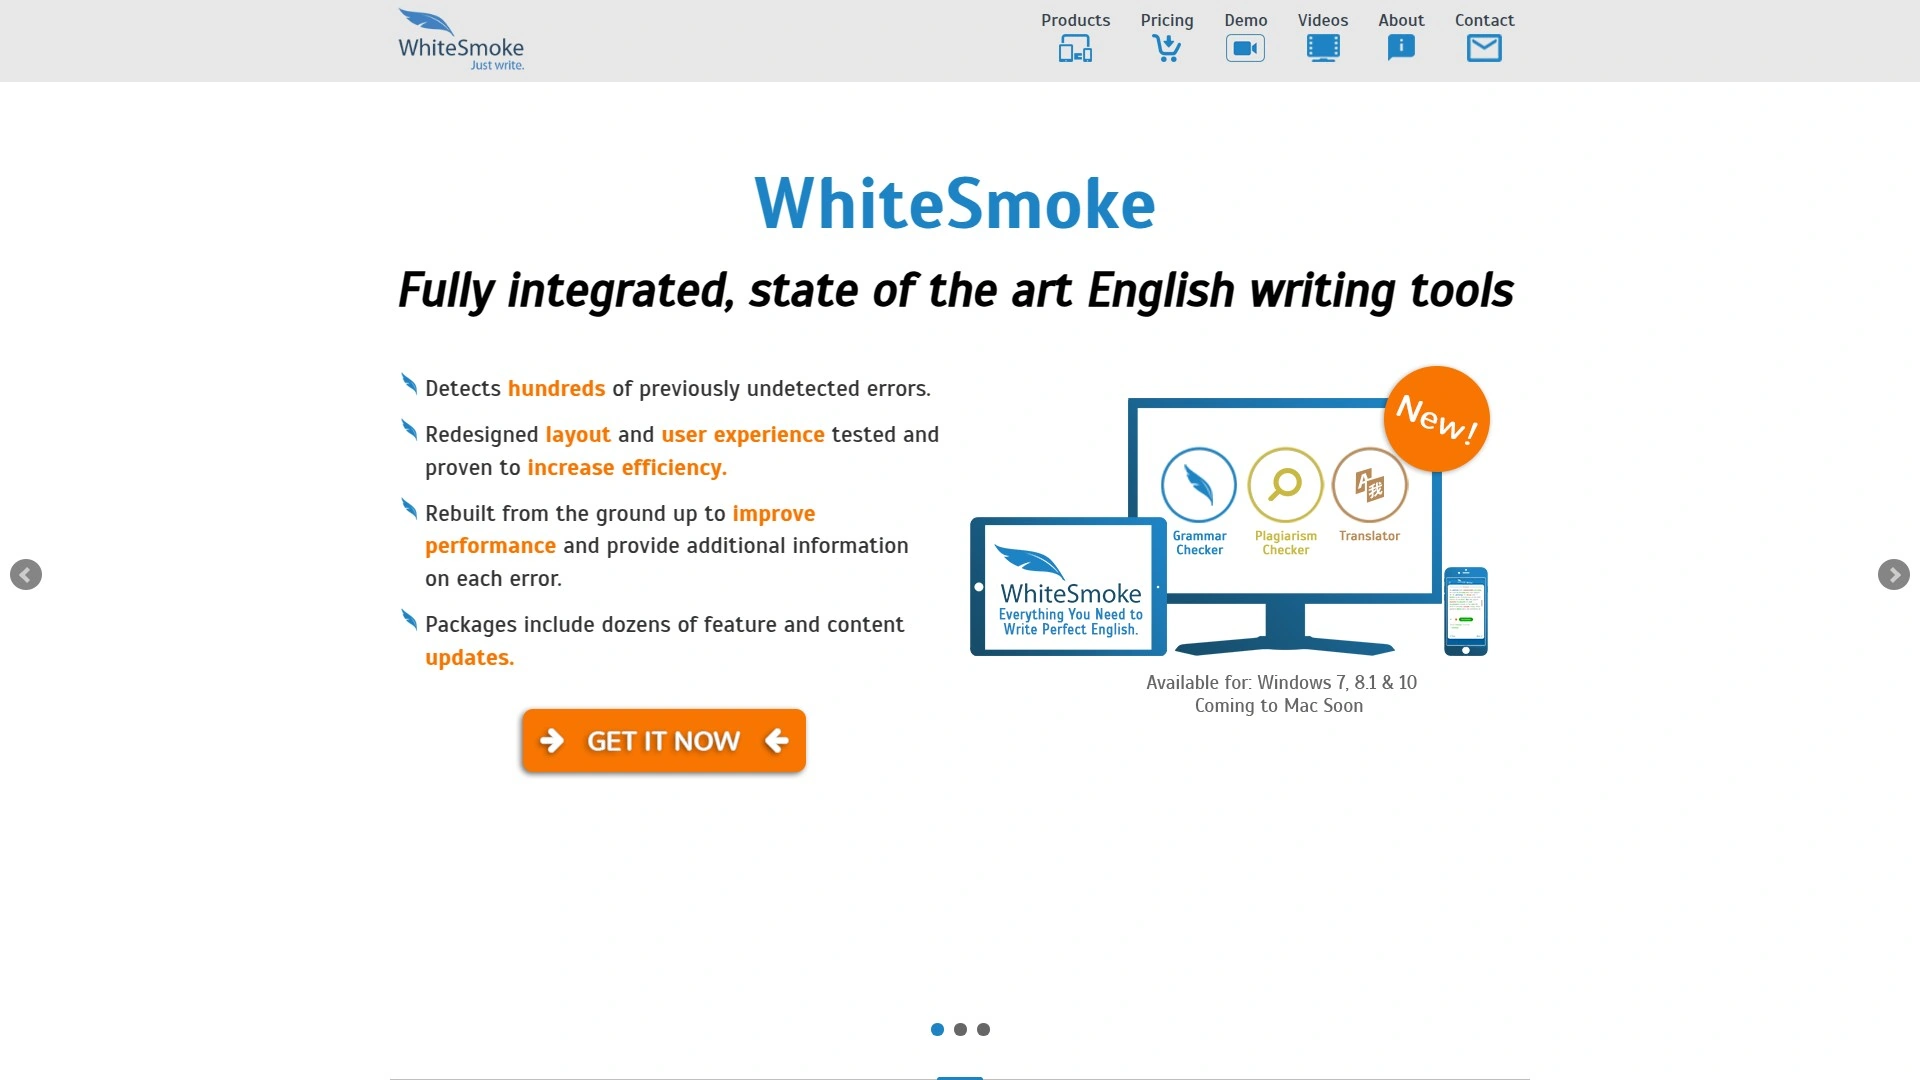 WhiteSmoke
Just write.
Products
Pricing
Demo
Videos
About
Contact
WhiteSmoke
Fully integrated, state of the art English writing tools
Detects hundreds of previously undetected errors.
Redesigned layout and user experience tested and
proven to increase efficiency.
Rebuilt from the ground up to improve
performance and provide additional information
on each error.
Packages include dozens of feature and content
updates.
GET IT NOW
New!
A 我
Grammar
Checker
Plagiarism
Checker
Translator
WhiteSmoke
Everything You Need to
Write Perfect English.
Available for: Windows 7, 8.1 & 10
Coming to Mac Soon